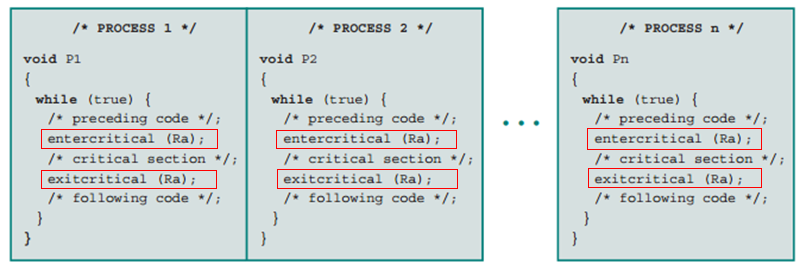 /* PROCESS 1 */
void P1
{
while (true) {
/* preceding code */;
entercritical (Ra);
/* critical section */;
exitcritical (Ra);
/* following code */;
}
}
/* PROCESS 2 */
void P2
{
while (true) {
/* preceding code */;
entercritical (Ra);
/* critical section */;
exitcritical (Ra);
/* following code */;
}
}
• • •
/* PROCESS n */
void Pn
{
while (true) {
/* preceding code */;
entercritical (Ra);
/* critical section */;
exitcritical (Ra);
/* following code */;
}
}